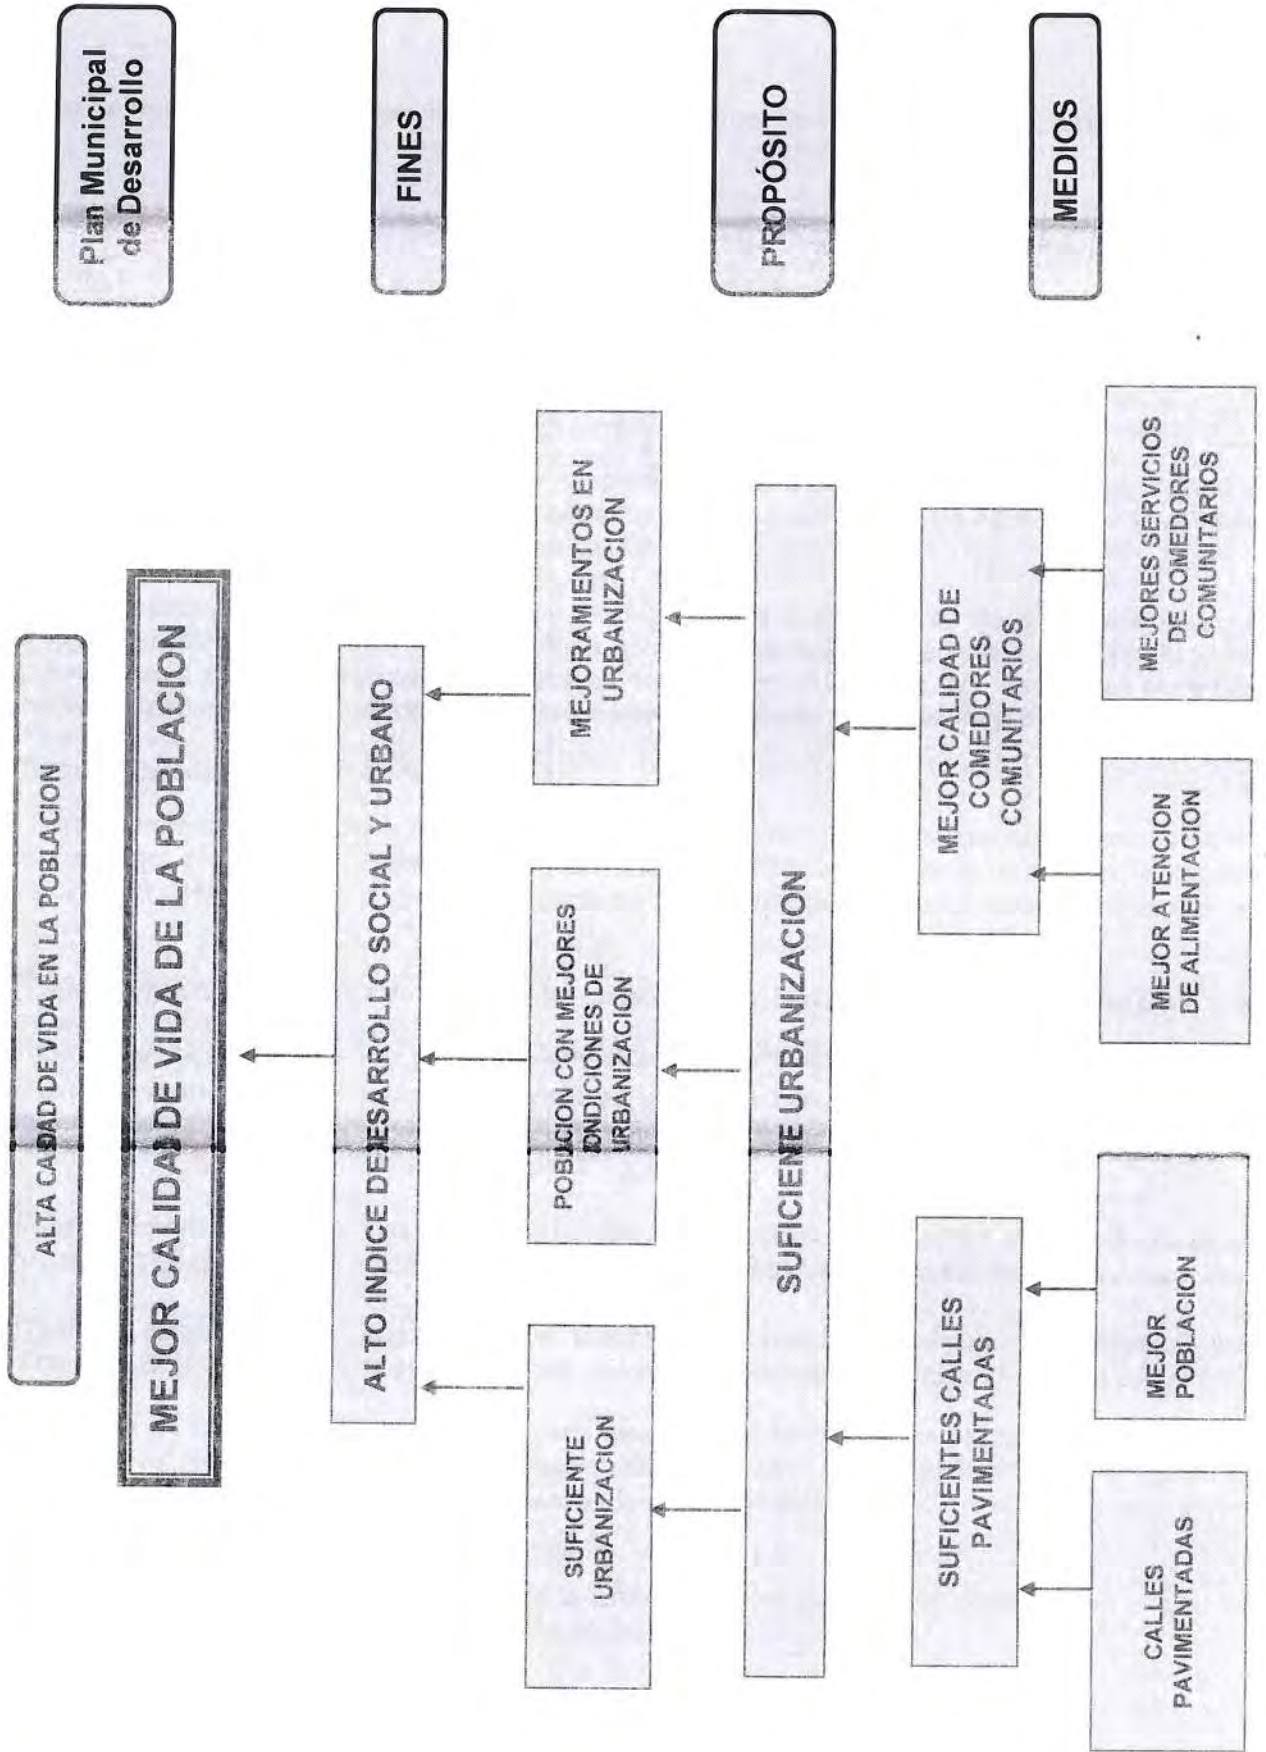 ALTA CADAD DE VIDA EN LA POBLACION
Plan Municipal
de Desarrollo
MEJOR CALIDAD DE VIDA DE LA POBLACION
ALTO INDICE DE DESARROLLO SOCIAL Y URBANO
FINES
SUFICIENTE
URBANIZACION
POBLICION CON MEJORES
ONDICIONES DE
URBANIZACION
MEJORAMIENTOS EN
URBANIZACION
SUFICIENTE URBANIZACION
PROPÓSITO
SUFICIENTES CALLES
PAVIMENTADAS
MEJOR CALIDAD DE
COMEDORES
COMUNITARIOS
MEDIOS
CALLES
PAVIMENTADAS
MEJOR
POBLACION
MEJOR ATENCION
DE ALIMENTACION
MEJORES SERVICIOS
DE COMEDORES
COMUNITARIOS